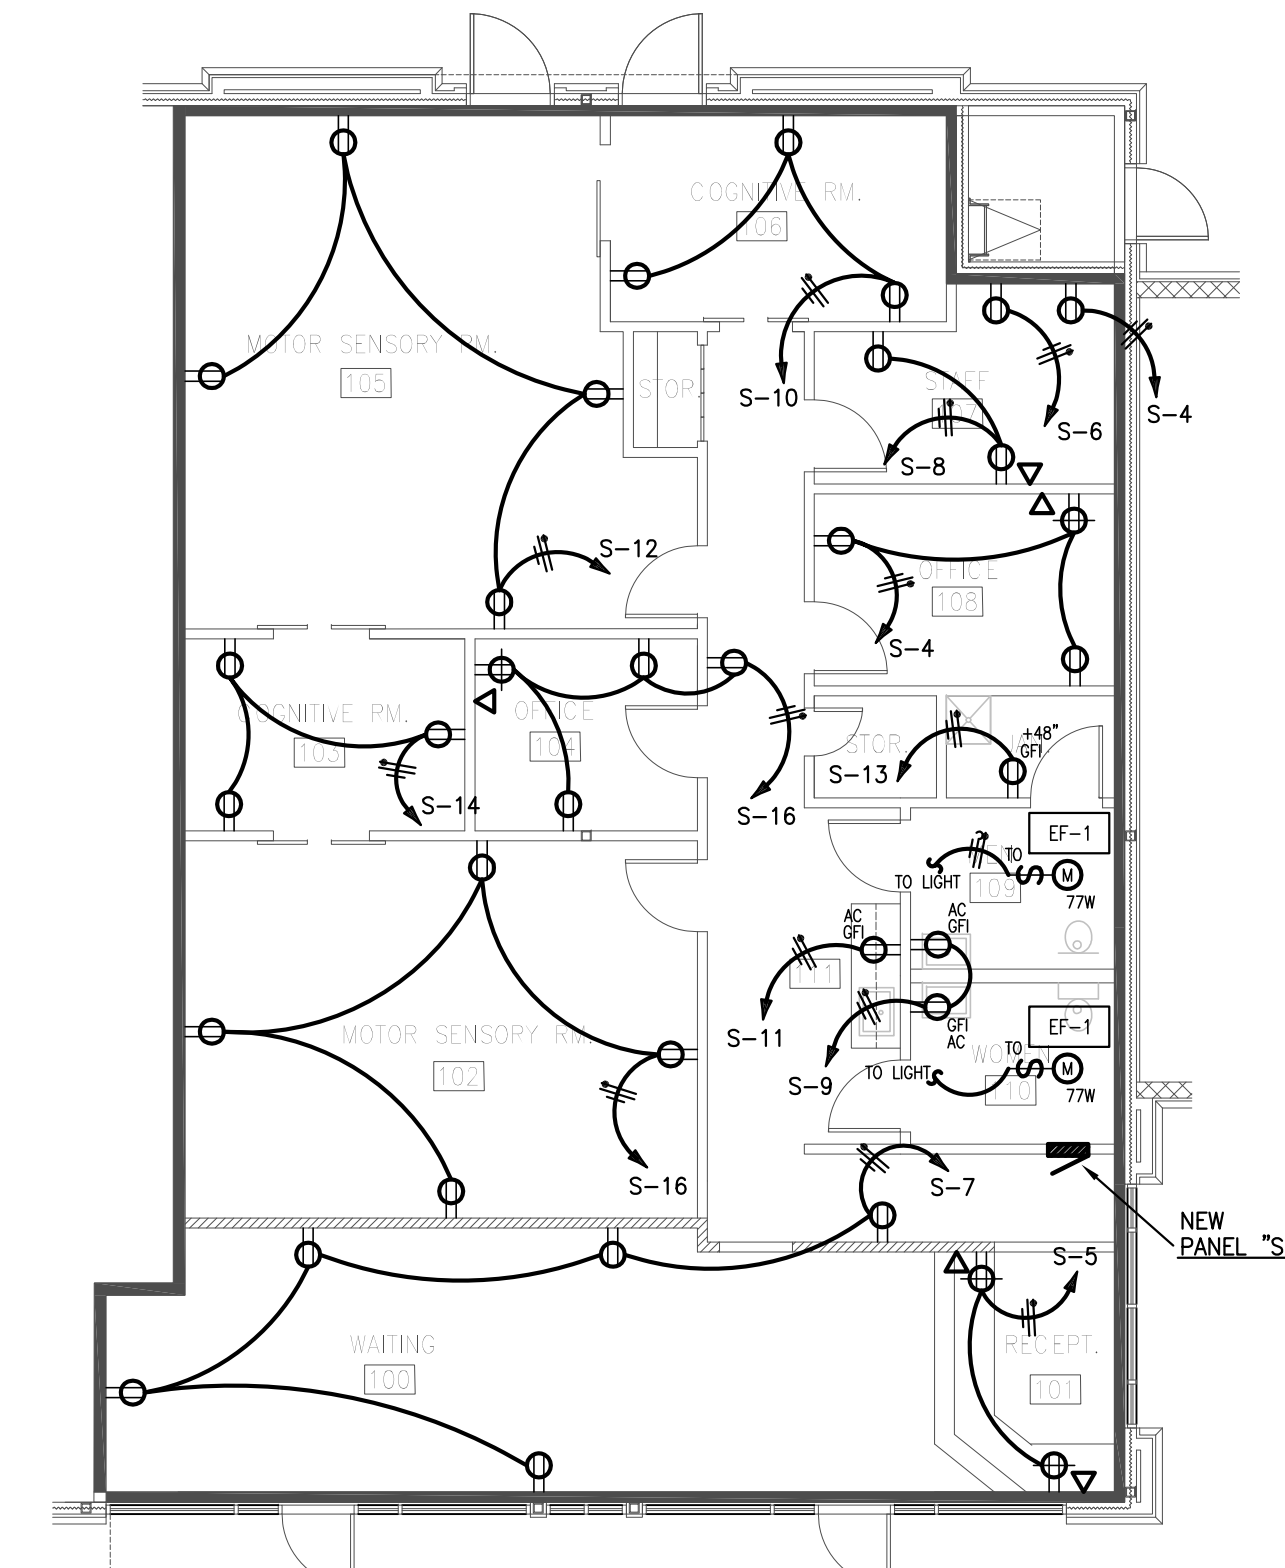 COGNITIVE RM.
106
MOTOR SENSORY RM.
105
STOR.
S-10
STAFF
107
S-6
S-4
S-8
S-12
OFFICE
108
S-4
COGNITIVE RM.
103
OFFICE
104
S-14
S-16
STOR.
S-13
+48"
GFI
EF-1
TO
M
77W
TO LIGHT
109
AC
GFI
AC
GFI
111
S-11
GFI
AC
S-9
TO LIGHT
EF-1
WOMEN
TO
M
77W
110
MOTOR SENSORY RM.
102
S-16
S-7
NEW
PANEL "S
S-5
WAITING
100
RECEPT.
101